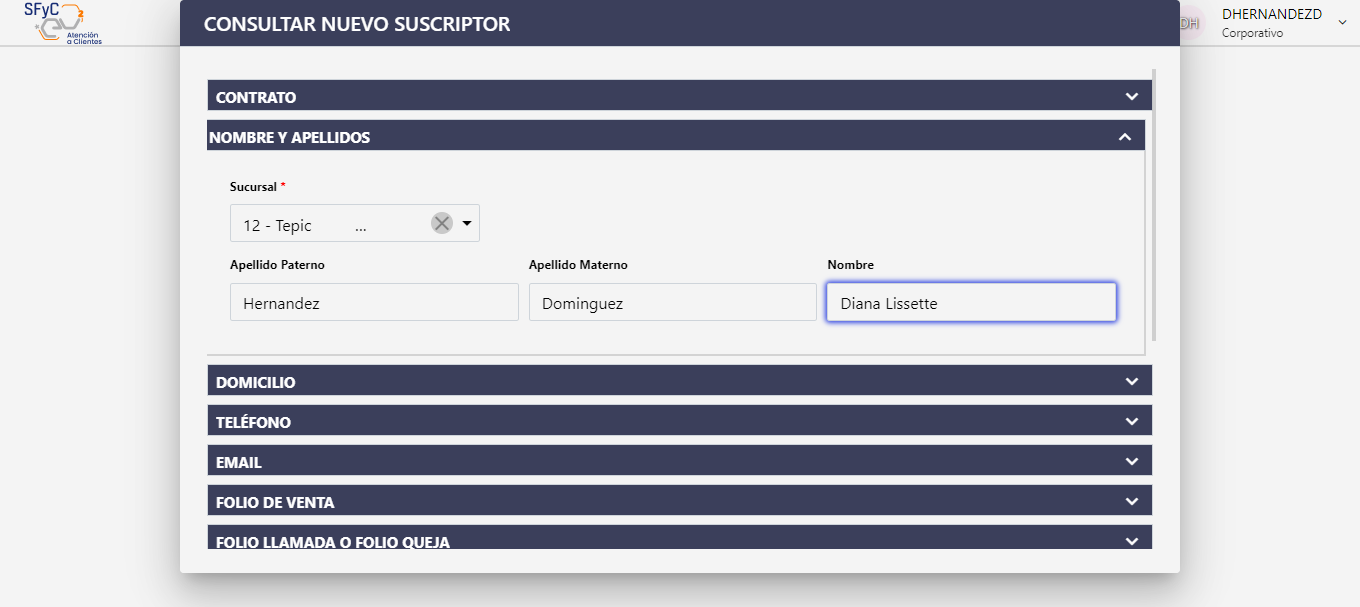 SFyC
Atención
a Clientes
CONSULTAR NUEVO SUSCRIPTOR
DH
DHERNANDEZD
Corporativo
CONTRATO
NOMBRE Y APELLIDOS
Sucursal *
12 - Tepic ...
Apellido Paterno Apellido Materno Nombre
Hernandez Dominguez Diana Lissette
DOMICILIO
TELÉFONO
EMAIL
FOLIO DE VENTA
FOLIO LLAMADA O FOLIO QUEJA